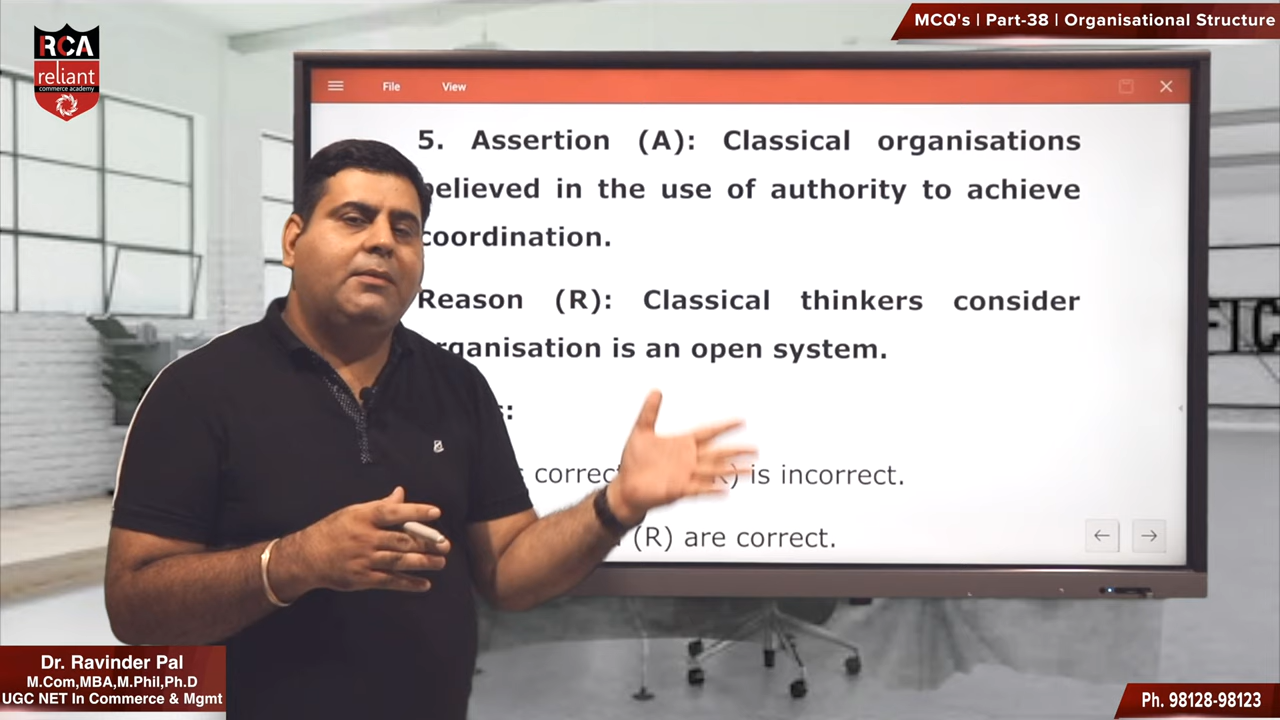 MCQ's | Part-38 | Organisational Structure
RCA
reliant
commerce academy
File View
5. Assertion (A): Classical organisations
believed in the use of authority to achieve
coordination.
Reason (R): Classical thinkers consider
organisation is an open system.
correct (R) is incorrect.
(R) are correct.
Dr. Ravinder Pal
M.Com,MBA,M.Phil,Ph.D
UGC NET In Commerce & Mgmt
Ph. 98128-98123